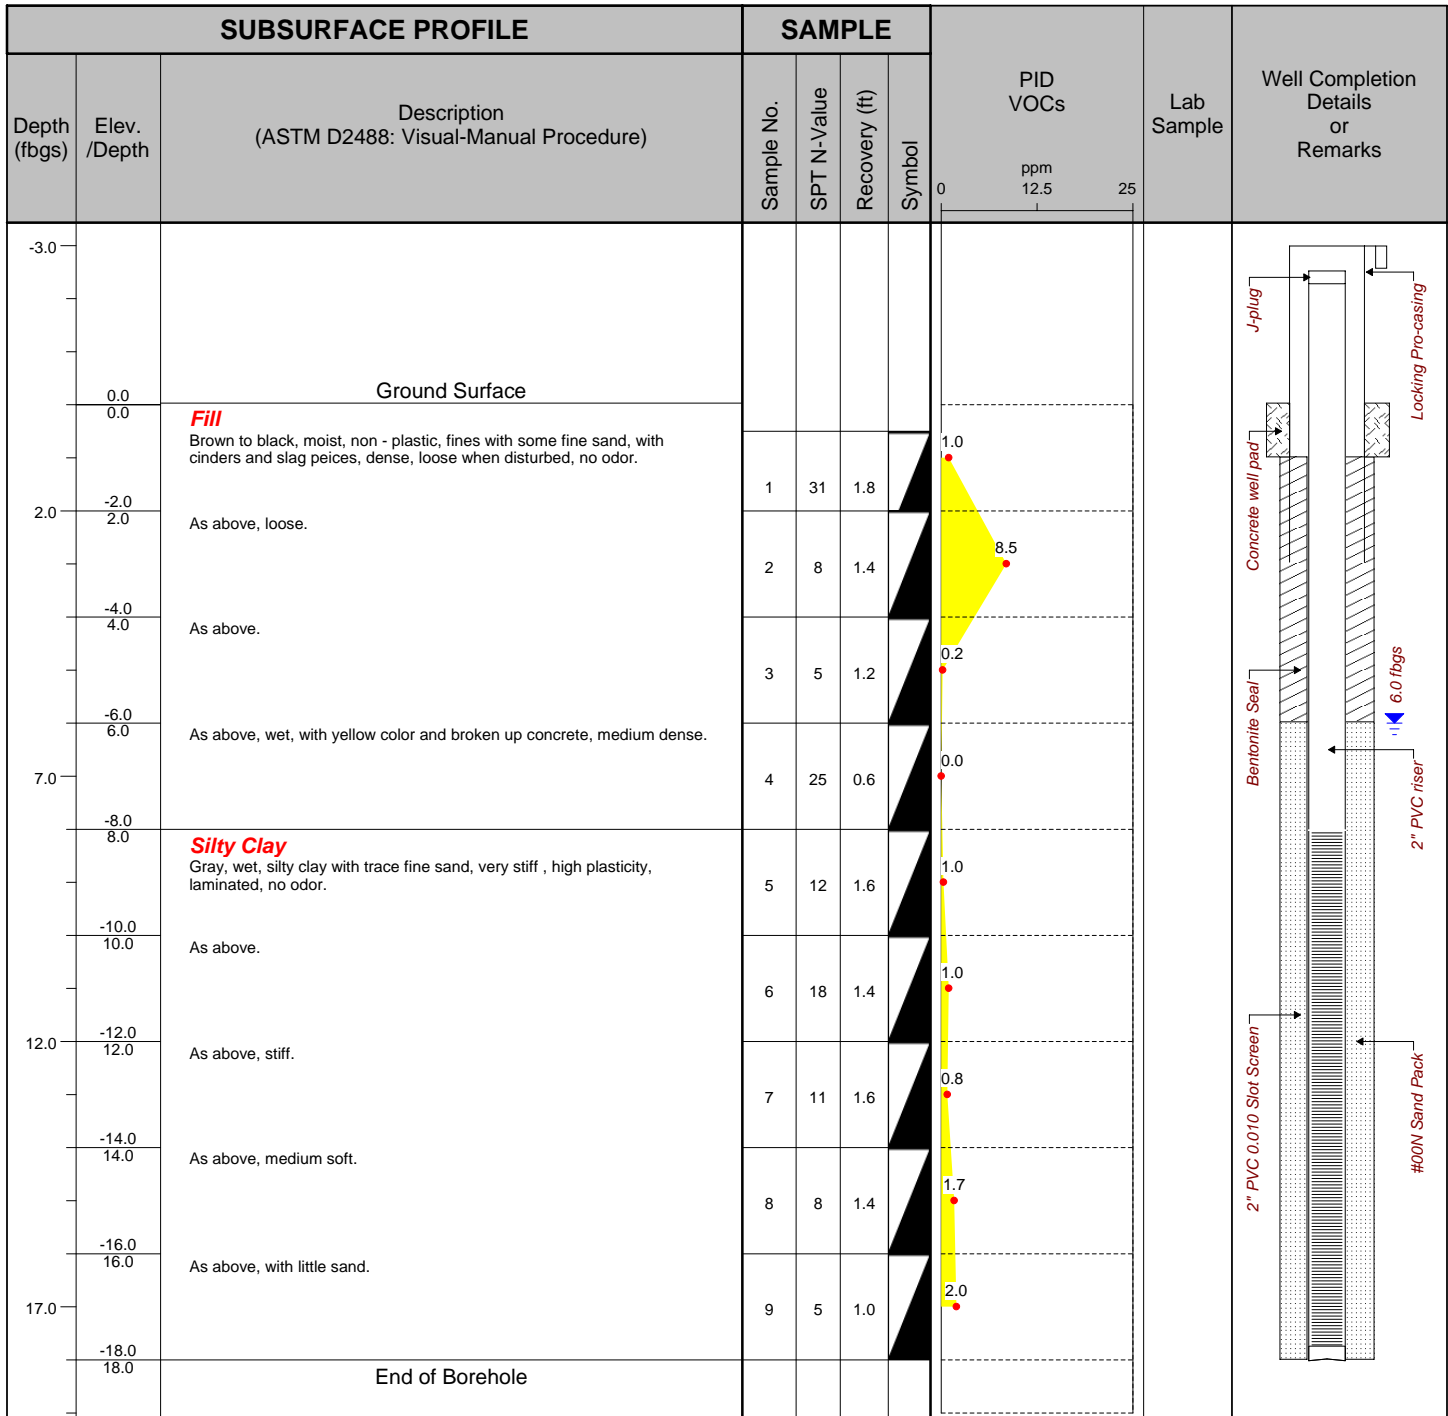 SUBSURFACE PROFILE
SAMPLE
Depth
(fbgs)
Elev.
/Depth
Description
(ASTM D2488: Visual-Manual Procedure)
Sample No.
SPT N-Value
Recovery (ft)
Symbol
PID
VOCs
ppm
0 12.5 25
Lab
Sample
Well Completion
Details
or
Remarks
-3.0
Ground Surface
0.0
0.0
Fill
Brown to black, moist, non - plastic, fines with some fine sand, with
cinders and slag peices, dense, loose when disturbed, no odor.
1 31 1.8
1.0
2.0
-2.0
2.0
As above, loose.
2 8 1.4
8.5
-4.0
4.0
As above.
3 5 1.2
0.2
-6.0
6.0
As above, wet, with yellow color and broken up concrete, medium dense.
7.0
4 25 0.6
0.0
-8.0
8.0
Silty Clay
Gray, wet, silty clay with trace fine sand, very stiff , high plasticity,
laminated, no odor.
5 12 1.6
1.0
-10.0
10.0
As above.
6 18 1.4
1.0
12.0
-12.0
12.0
As above, stiff.
7 11 1.6
0.8
-14.0
14.0
As above, medium soft.
8 8 1.4
1.7
-16.0
16.0
As above, with little sand.
17.0
9 5 1.0
2.0
-18.0
18.0
End of Borehole
J-plug
Locking Pro-casing
Concrete well pad
Bentonite Seal
6.0 fbgs
2" PVC riser
2" PVC 0.010 Slot Screen
#00N Sand Pack